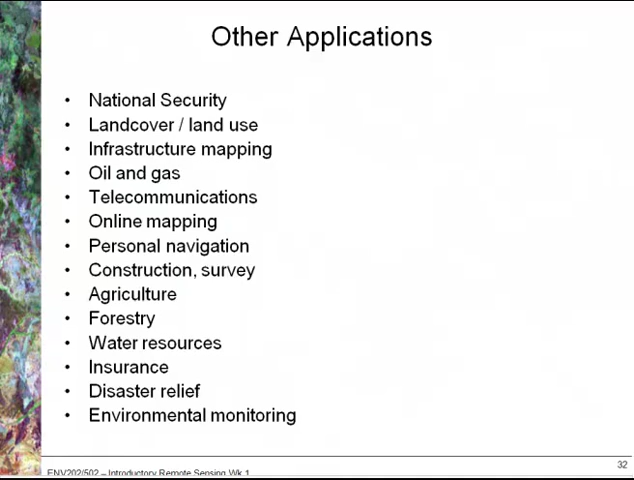 Other Applications
• National Security
• Landcover / land use
• Infrastructure mapping
• Oil and gas
• Telecommunications
• Online mapping
• Personal navigation
• Construction, survey
• Agriculture
• Forestry
• Water resources
• Insurance
• Disaster relief
• Environmental monitoring
32
ENV202/502 – Introductory Remote Sensing Wk 1